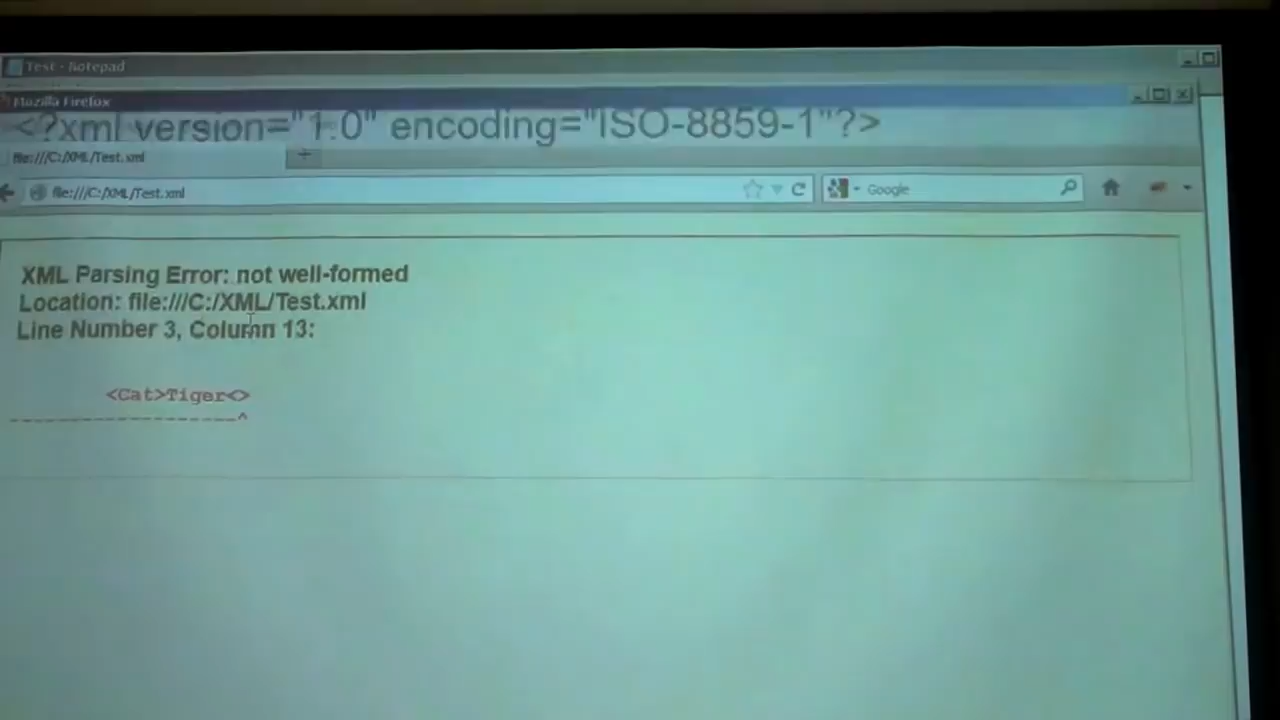 Test - Notepad
Mozilla Firefox
<?xml version="1.0" encoding="ISO-8859-1"?>
file:///C:/XML/Test.xml
+
file:///C:/XML/Test.xml
Google
XML Parsing Error: not well-formed
Location: file:///C:/XML/Test.xml
Line Number 3, Column 13:
<Cat>Tiger<>
--------------------^